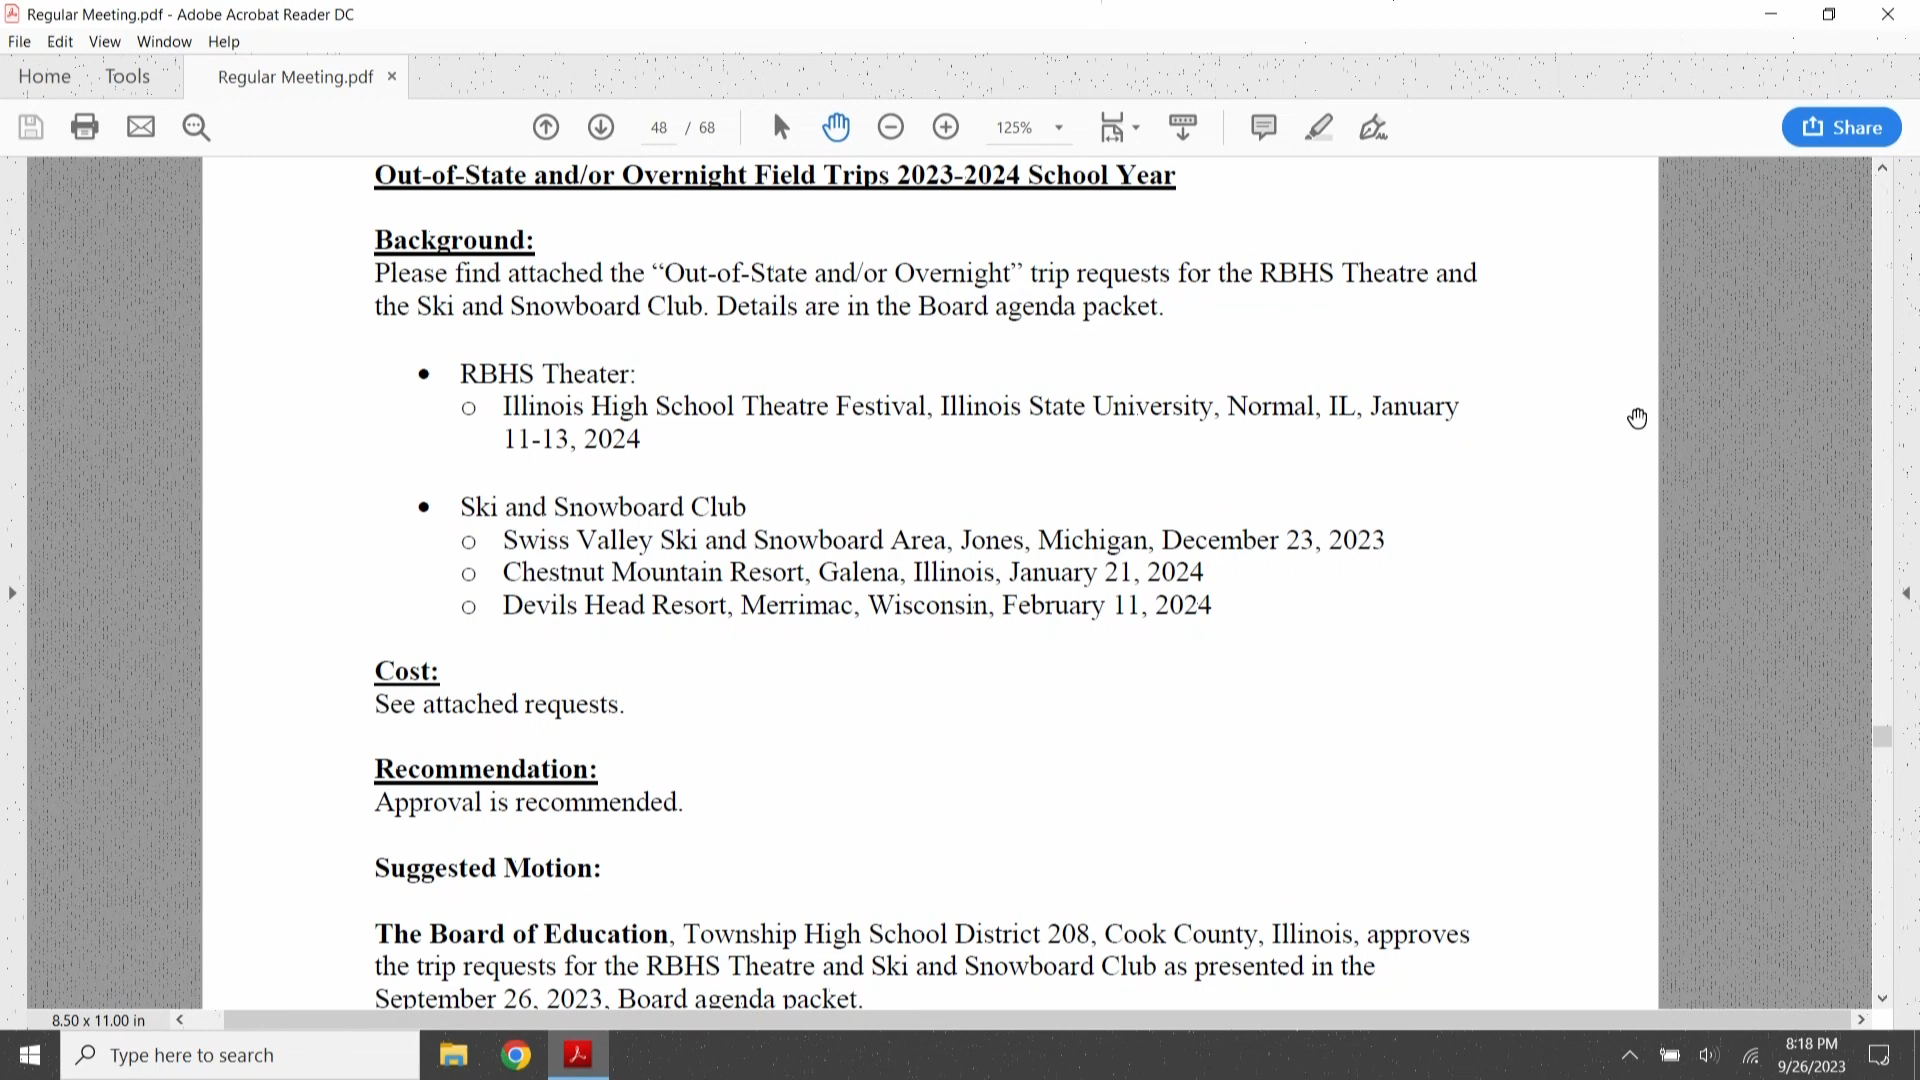 Regular Meeting.pdf - Adobe Acrobat Reader DC
File Edit View Window Help
Home Tools Regular Meeting.pdf ×
48 / 68 125% Share
Out-of-State and/or Overnight Field Trips 2023-2024 School Year
Background:
Please find attached the “Out-of-State and/or Overnight” trip requests for the RBHS Theatre and
the Ski and Snowboard Club. Details are in the Board agenda packet.
• RBHS Theater:
o Illinois High School Theatre Festival, Illinois State University, Normal, IL, January
11-13, 2024
• Ski and Snowboard Club
o Swiss Valley Ski and Snowboard Area, Jones, Michigan, December 23, 2023
o Chestnut Mountain Resort, Galena, Illinois, January 21, 2024
o Devils Head Resort, Merrimac, Wisconsin, February 11, 2024
Cost:
See attached requests.
Recommendation:
Approval is recommended.
Suggested Motion:
The Board of Education, Township High School District 208, Cook County, Illinois, approves
the trip requests for the RBHS Theatre and Ski and Snowboard Club as presented in the
September 26, 2023, Board agenda packet.
8.50 x 11.00 in
Type here to search
8:18 PM
9/26/2023